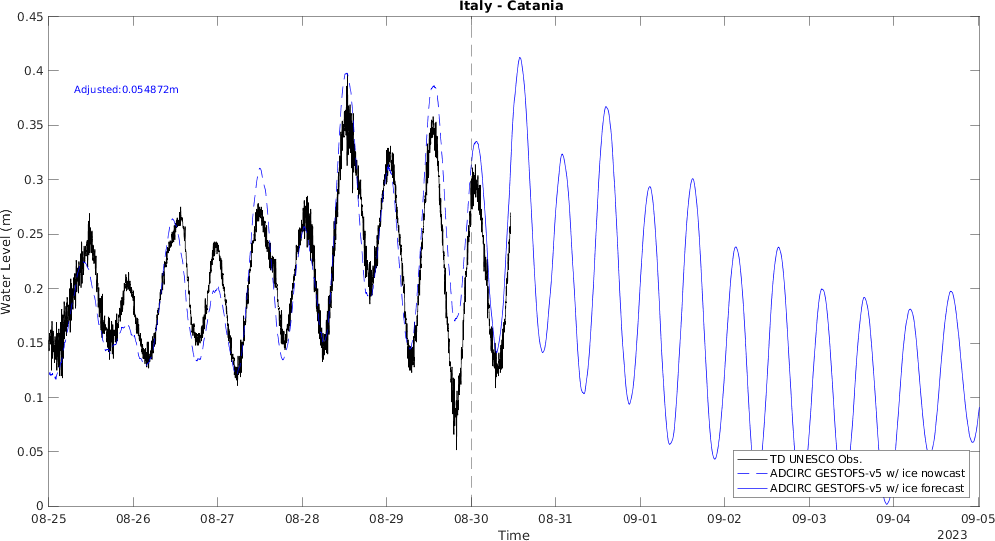 Italy - Catania
0.45
0.4
0.35
0.3
0.25
0.2
0.15
0.1
0.05
0
Water Level (m)
Adjusted:0.054872m
TD UNESCO Obs.
ADCIRC GESTOFS-v5 w/ ice nowcast
ADCIRC GESTOFS-v5 w/ ice forecast
08-25 08-26 08-27 08-28 08-29 08-30 08-31 09-01 09-02 09-03 09-04 09-05
Time
2023